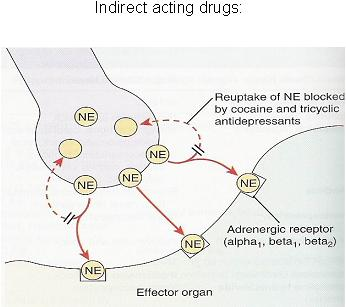 Indirect acting drugs:
Reuptake of NE blocked
by cocaine and tricyclic
antidepressants
NE
NE
NE
NE
NE
NE
NE
Adrenergic receptor
(alpha₁, beta₁, beta₂)
Effector organ